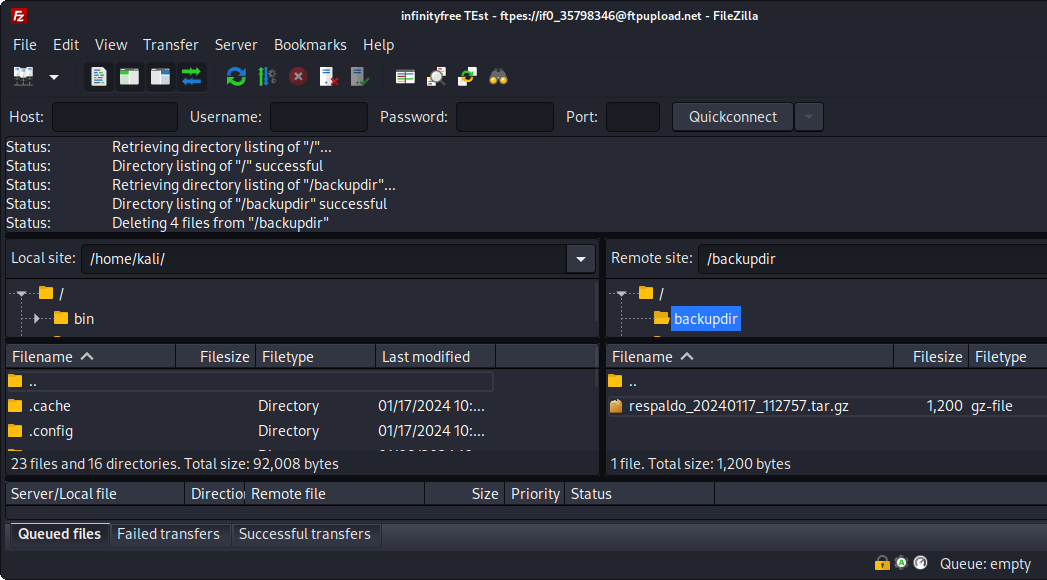 infinityfree TEst - ftpes://if0_35798346@ftpupload.net - FileZilla
File Edit View Transfer Server Bookmarks Help
Host: Username: Password: Port: Quickconnect
Status: Retrieving directory listing of "/"...
Status: Directory listing of "/" successful
Status: Retrieving directory listing of "/backupdir"...
Status: Directory listing of "/backupdir" successful
Status: Deleting 4 files from "/backupdir"
Local site: /home/kali/
/
bin
Filename Filesize Filetype Last modified
..
.cache Directory 01/17/2024 10:...
.config Directory 01/17/2024 10:...
23 files and 16 directories. Total size: 92,008 bytes
Remote site: /backupdir
/
backupdir
Filename Filesize Filetype
..
respaldo_20240117_112757.tar.gz 1,200 gz-file
1 file. Total size: 1,200 bytes
Server/Local file Direction Remote file Size Priority Status
Queued files Failed transfers Successful transfers
Queue: empty